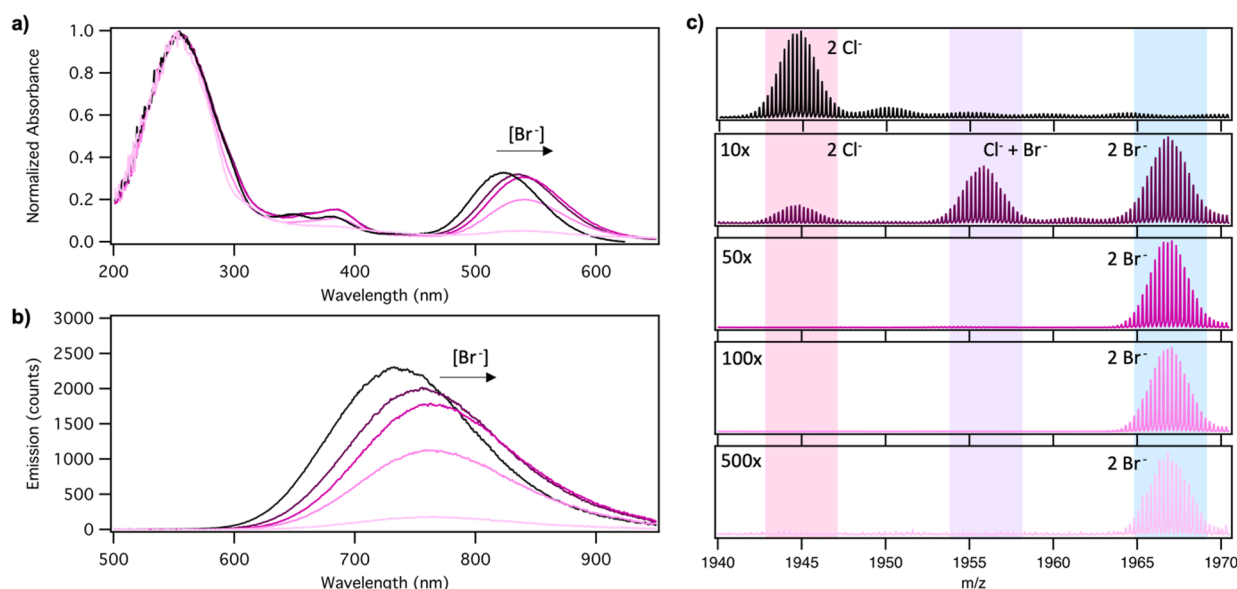 a)
Normalized Absorbance
1.0
0.8
0.6
0.4
0.2
0.0
[Br⁻]
200 300 400 500 600
Wavelength (nm)
b)
Emission (counts)
3000
2500
2000
1500
1000
500
0
[Br⁻]
500 600 700 800 900
Wavelength (nm)
c)
2 Cl⁻
10x 2 Cl⁻ Cl⁻ + Br⁻ 2 Br⁻
50x 2 Br⁻
100x 2 Br⁻
500x 2 Br⁻
1940 1945 1950 1955 1960 1965 1970
m/z